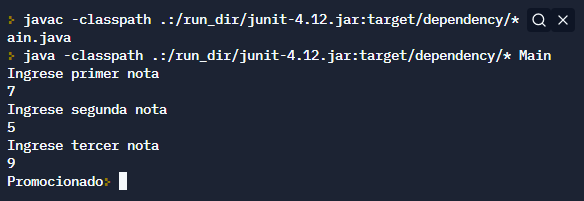 > javac -classpath .:/run_dir/junit-4.12.jar:target/dependency/*
ain.java
> java -classpath .:/run_dir/junit-4.12.jar:target/dependency/* Main
Ingrese primer nota
7
Ingrese segunda nota
5
Ingrese tercer nota
9
Promocionado>